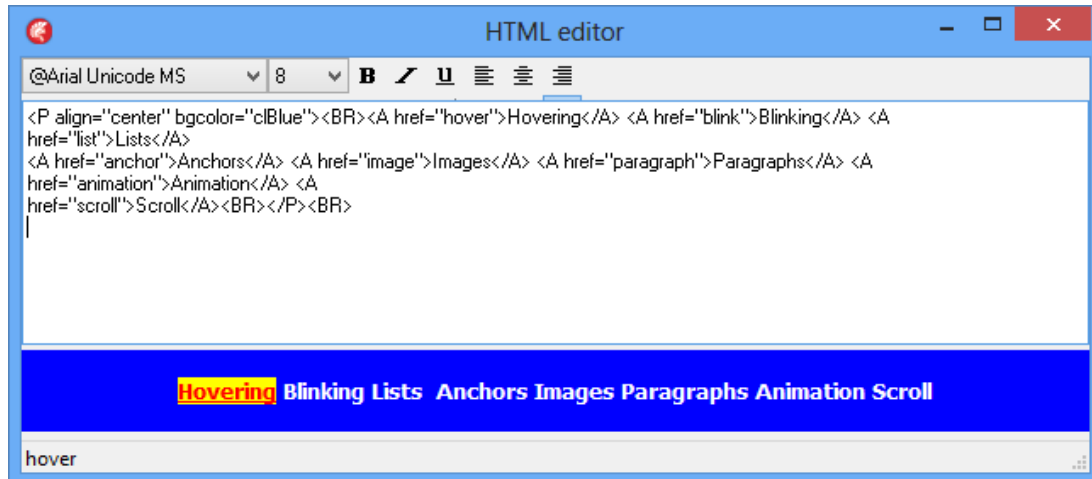 HTML editor
@Arial Unicode MS 8 B I U
<P align="center" bgcolor="clBlue"><BR><A href="hover">Hovering</A> <A href="blink">Blinking</A> <A
href="list">Lists</A>
<A href="anchor">Anchors</A> <A href="image">Images</A> <A href="paragraph">Paragraphs</A> <A
href="animation">Animation</A> <A
href="scroll">Scroll</A><BR></P><BR>
Hovering Blinking Lists Anchors Images Paragraphs Animation Scroll
hover